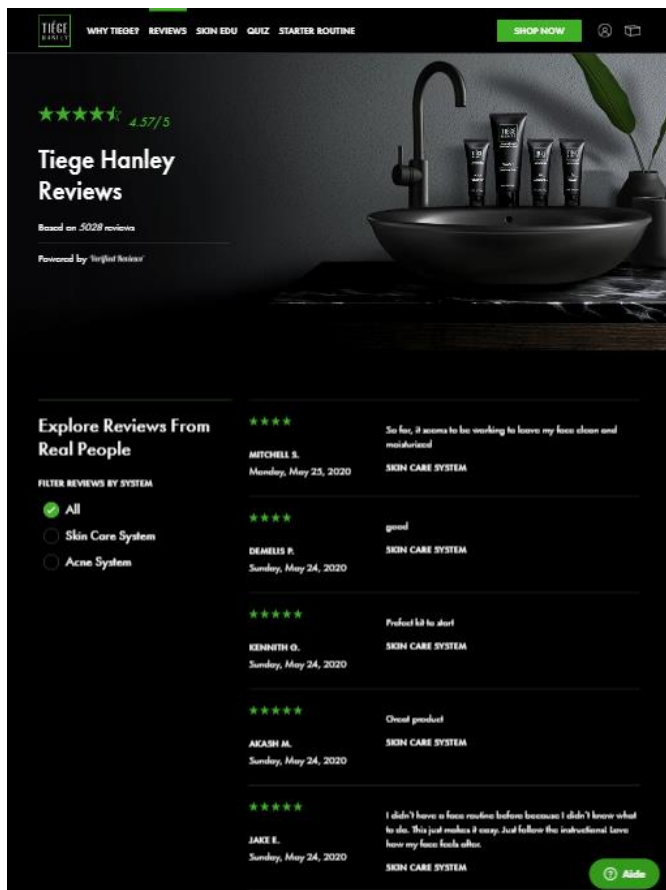 TIEGE
HANLEY
WHY TIEGE?
REVIEWS
SKIN EDU
QUIZ
STARTER ROUTINE
SHOP NOW
4.57/5
Tiege Hanley
Reviews
Based on 5028 reviews
Powered by Verified Reviews
Explore Reviews From
Real People
FILTER REVIEWS BY SYSTEM
All
Skin Care System
Acne System
MITCHELL S.
Monday, May 25, 2020
So far, it seems to be working to leave my face clean and
moisturized
SKIN CARE SYSTEM
DEMELIS P.
Sunday, May 24, 2020
good
SKIN CARE SYSTEM
KENNITH G.
Sunday, May 24, 2020
Prefect kit to start
SKIN CARE SYSTEM
AKASH M.
Sunday, May 24, 2020
Great product
SKIN CARE SYSTEM
JAKE E.
Sunday, May 24, 2020
I didn't have a face routine before because I didn't know what
to do. This just makes it easy. Just follow the instructions! Love
how my face feels after.
SKIN CARE SYSTEM
Aide